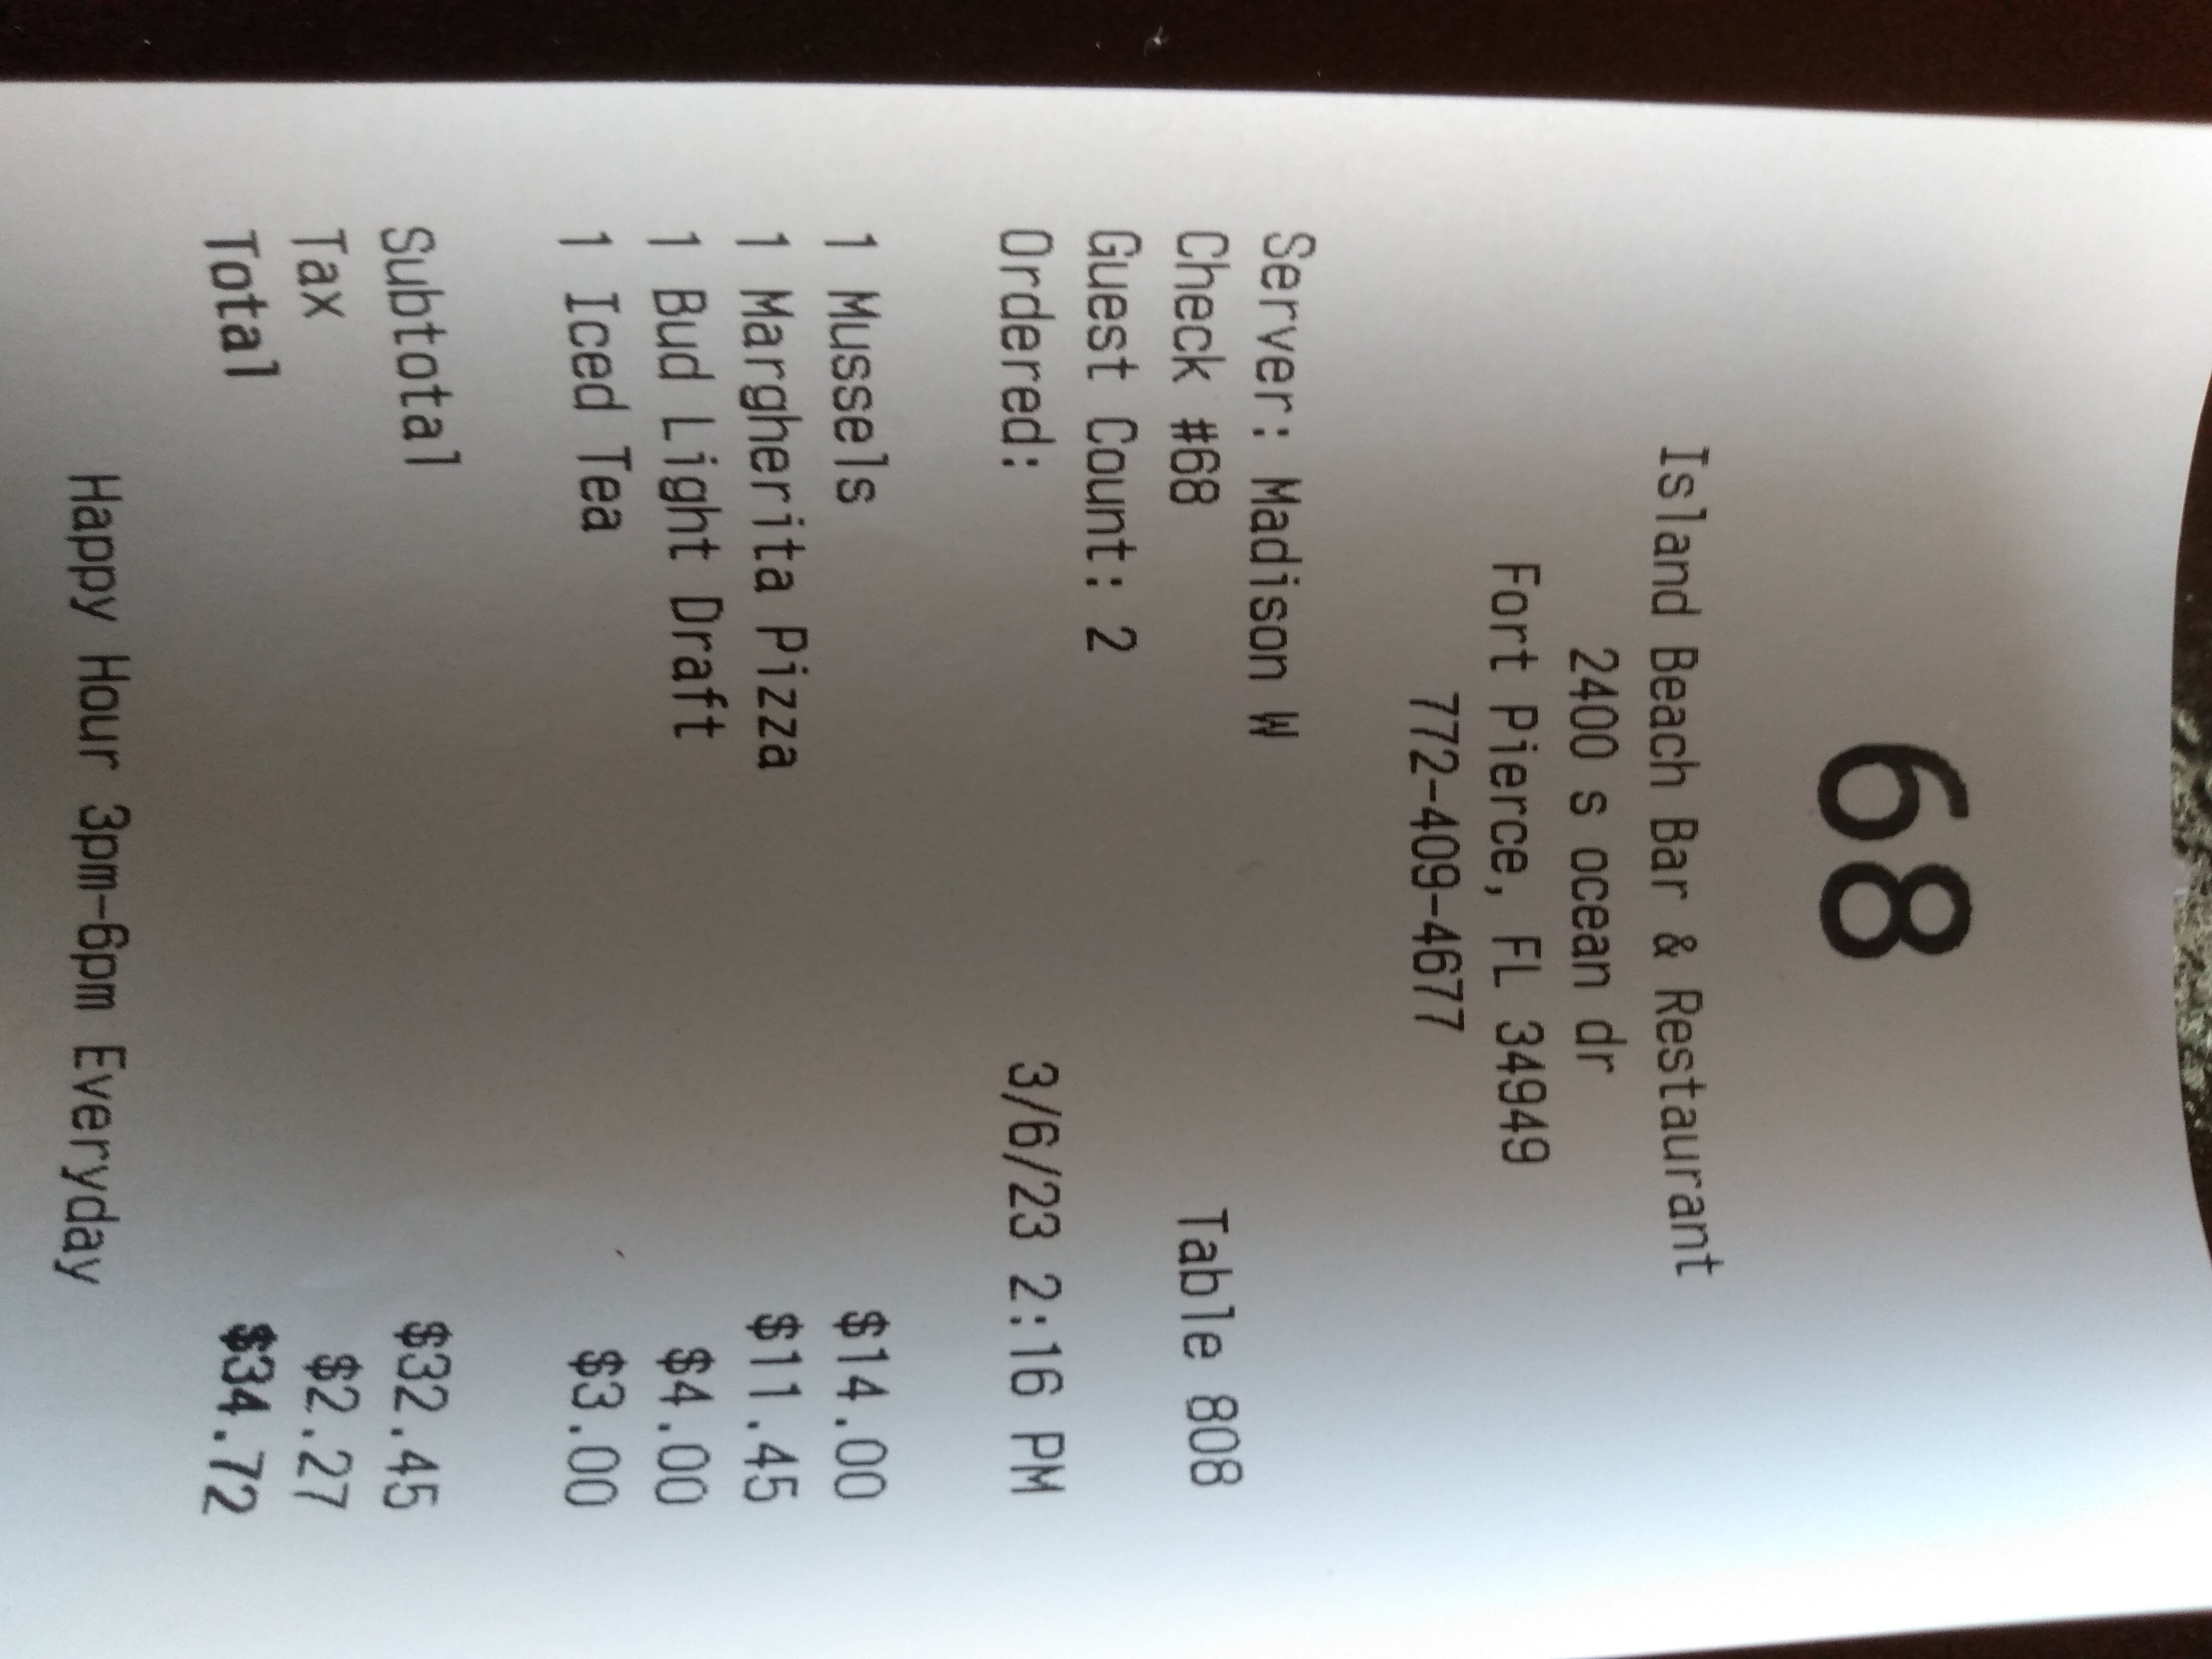 68
Island Beach Bar & Restaurant
2400 s ocean dr
Fort Pierce, FL 34949
772-409-4677
Server: Madison W
Check #68 Table 808
Guest Count: 2
Ordered: 3/6/23 2:16 PM
1 Mussels $14.00
1 Margherita Pizza $11.45
1 Bud Light Draft $4.00
1 Iced Tea $3.00
Subtotal $32.45
Tax $2.27
Total $34.72
Happy Hour 3pm-6pm Everyday